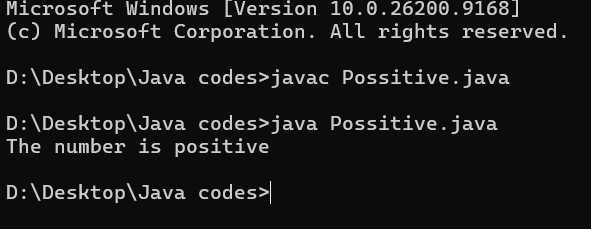 Microsoft Windows [Version 10.0.26200.9168]
(c) Microsoft Corporation. All rights reserved.
D:\Desktop\Java codes>javac Possitive.java
D:\Desktop\Java codes>java Possitive.java
The number is positive
D:\Desktop\Java codes>